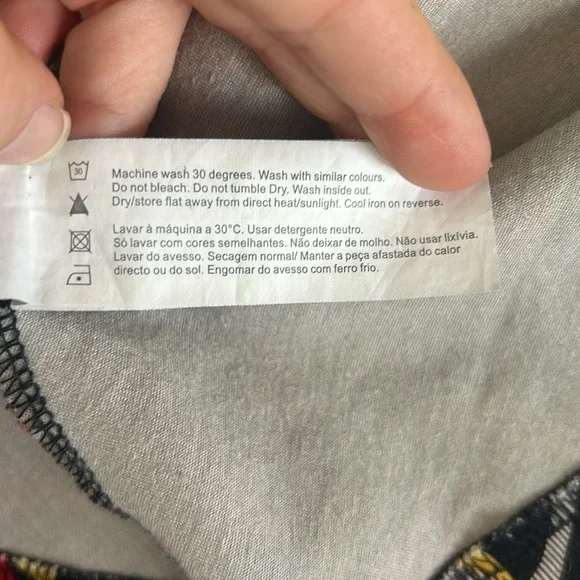 30
Machine wash 30 degrees. Wash with similar colours.
Do not bleach. Do not tumble Dry. Wash inside out.
Dry/store flat away from direct heat/sunlight. Cool iron on reverse.
Lavar à máquina a 30°C. Usar detergente neutro.
Só lavar com cores semelhantes. Não deixar de molho. Não usar lixívia.
Lavar do avesso. Secagem normal/ Manter a peça afastada do calor
directo ou do sol. Engomar do avesso com ferro frio.